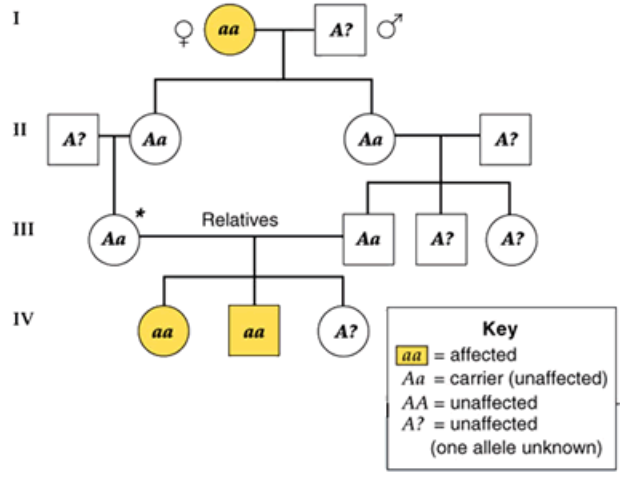 I
♀ aa A? ♂
II
A? Aa Aa A?
III
Aa * Relatives Aa A? A?
IV
aa aa A?
Key
aa = affected
Aa = carrier (unaffected)
AA = unaffected
A? = unaffected
(one allele unknown)